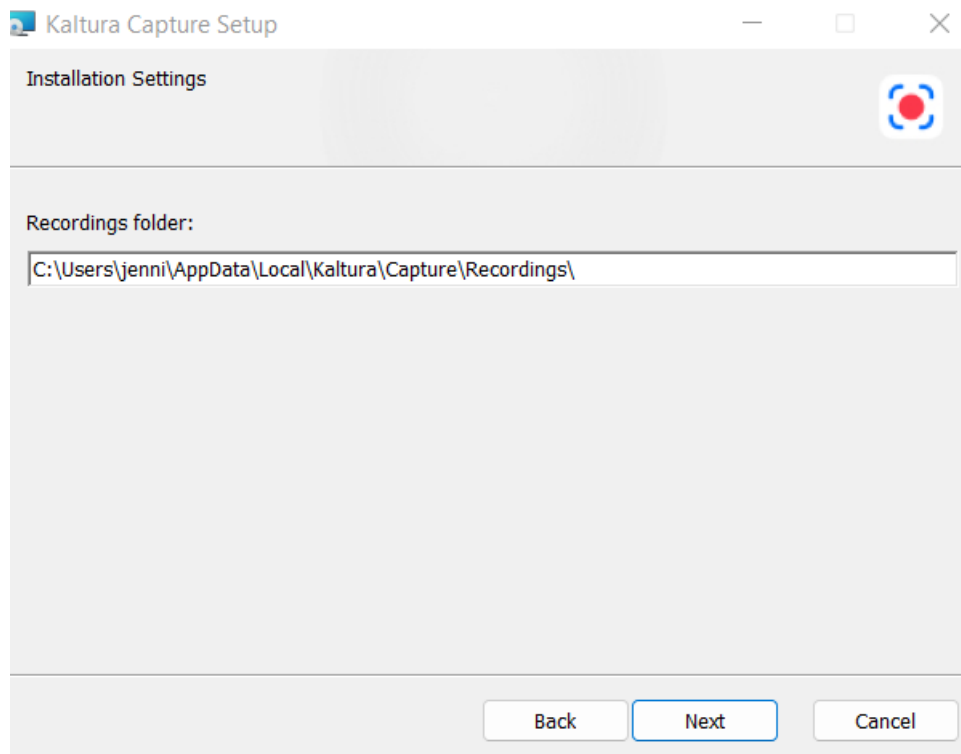 Kaltura Capture Setup
Installation Settings
Recordings folder:
C:\Users\jenni\AppData\Local\Kaltura\Capture\Recordings\
Back Next Cancel